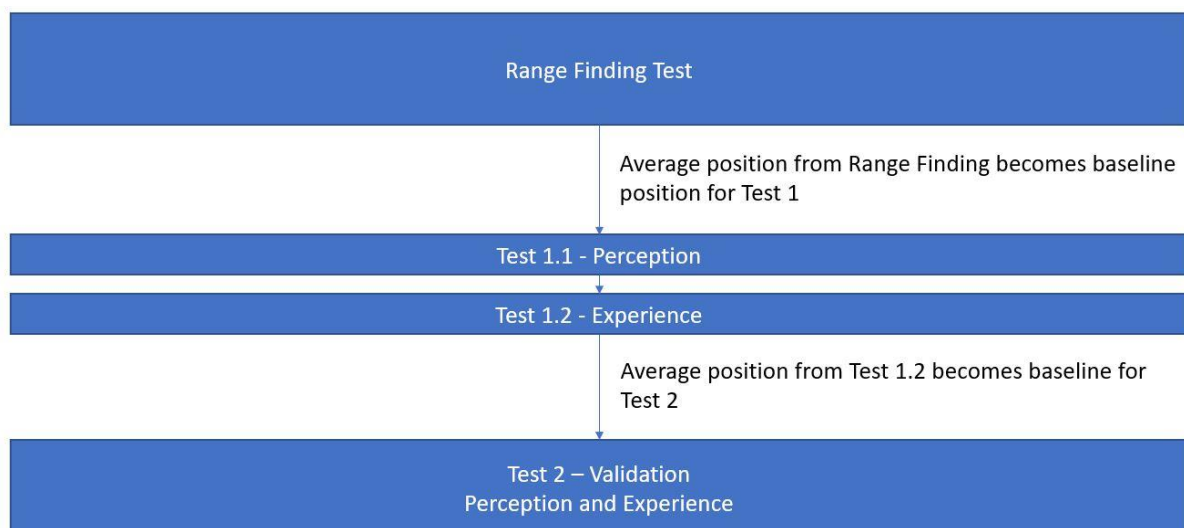 Range Finding Test
Average position from Range Finding becomes baseline
position for Test 1
Test 1.1 - Perception
Test 1.2 - Experience
Average position from Test 1.2 becomes baseline for
Test 2
Test 2 – Validation
Perception and Experience